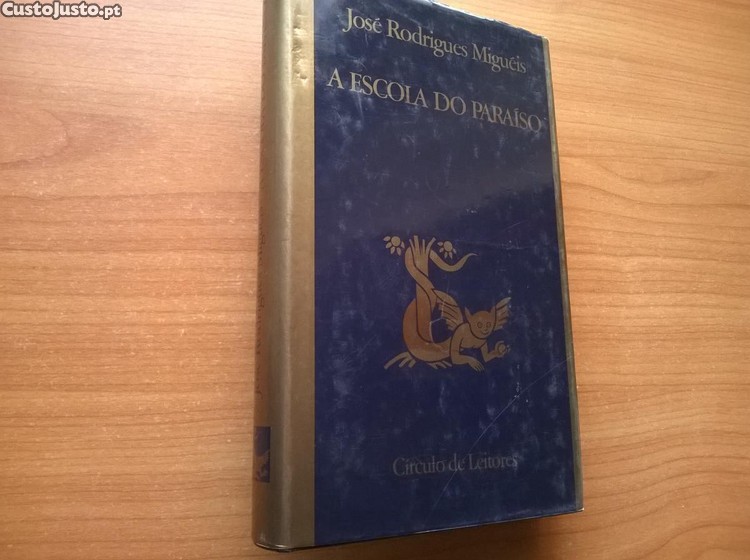 CustoJusto.pt
José Rodrigues Miguéis
A ESCOLA DO PARAÍSO
Círculo de Leitores